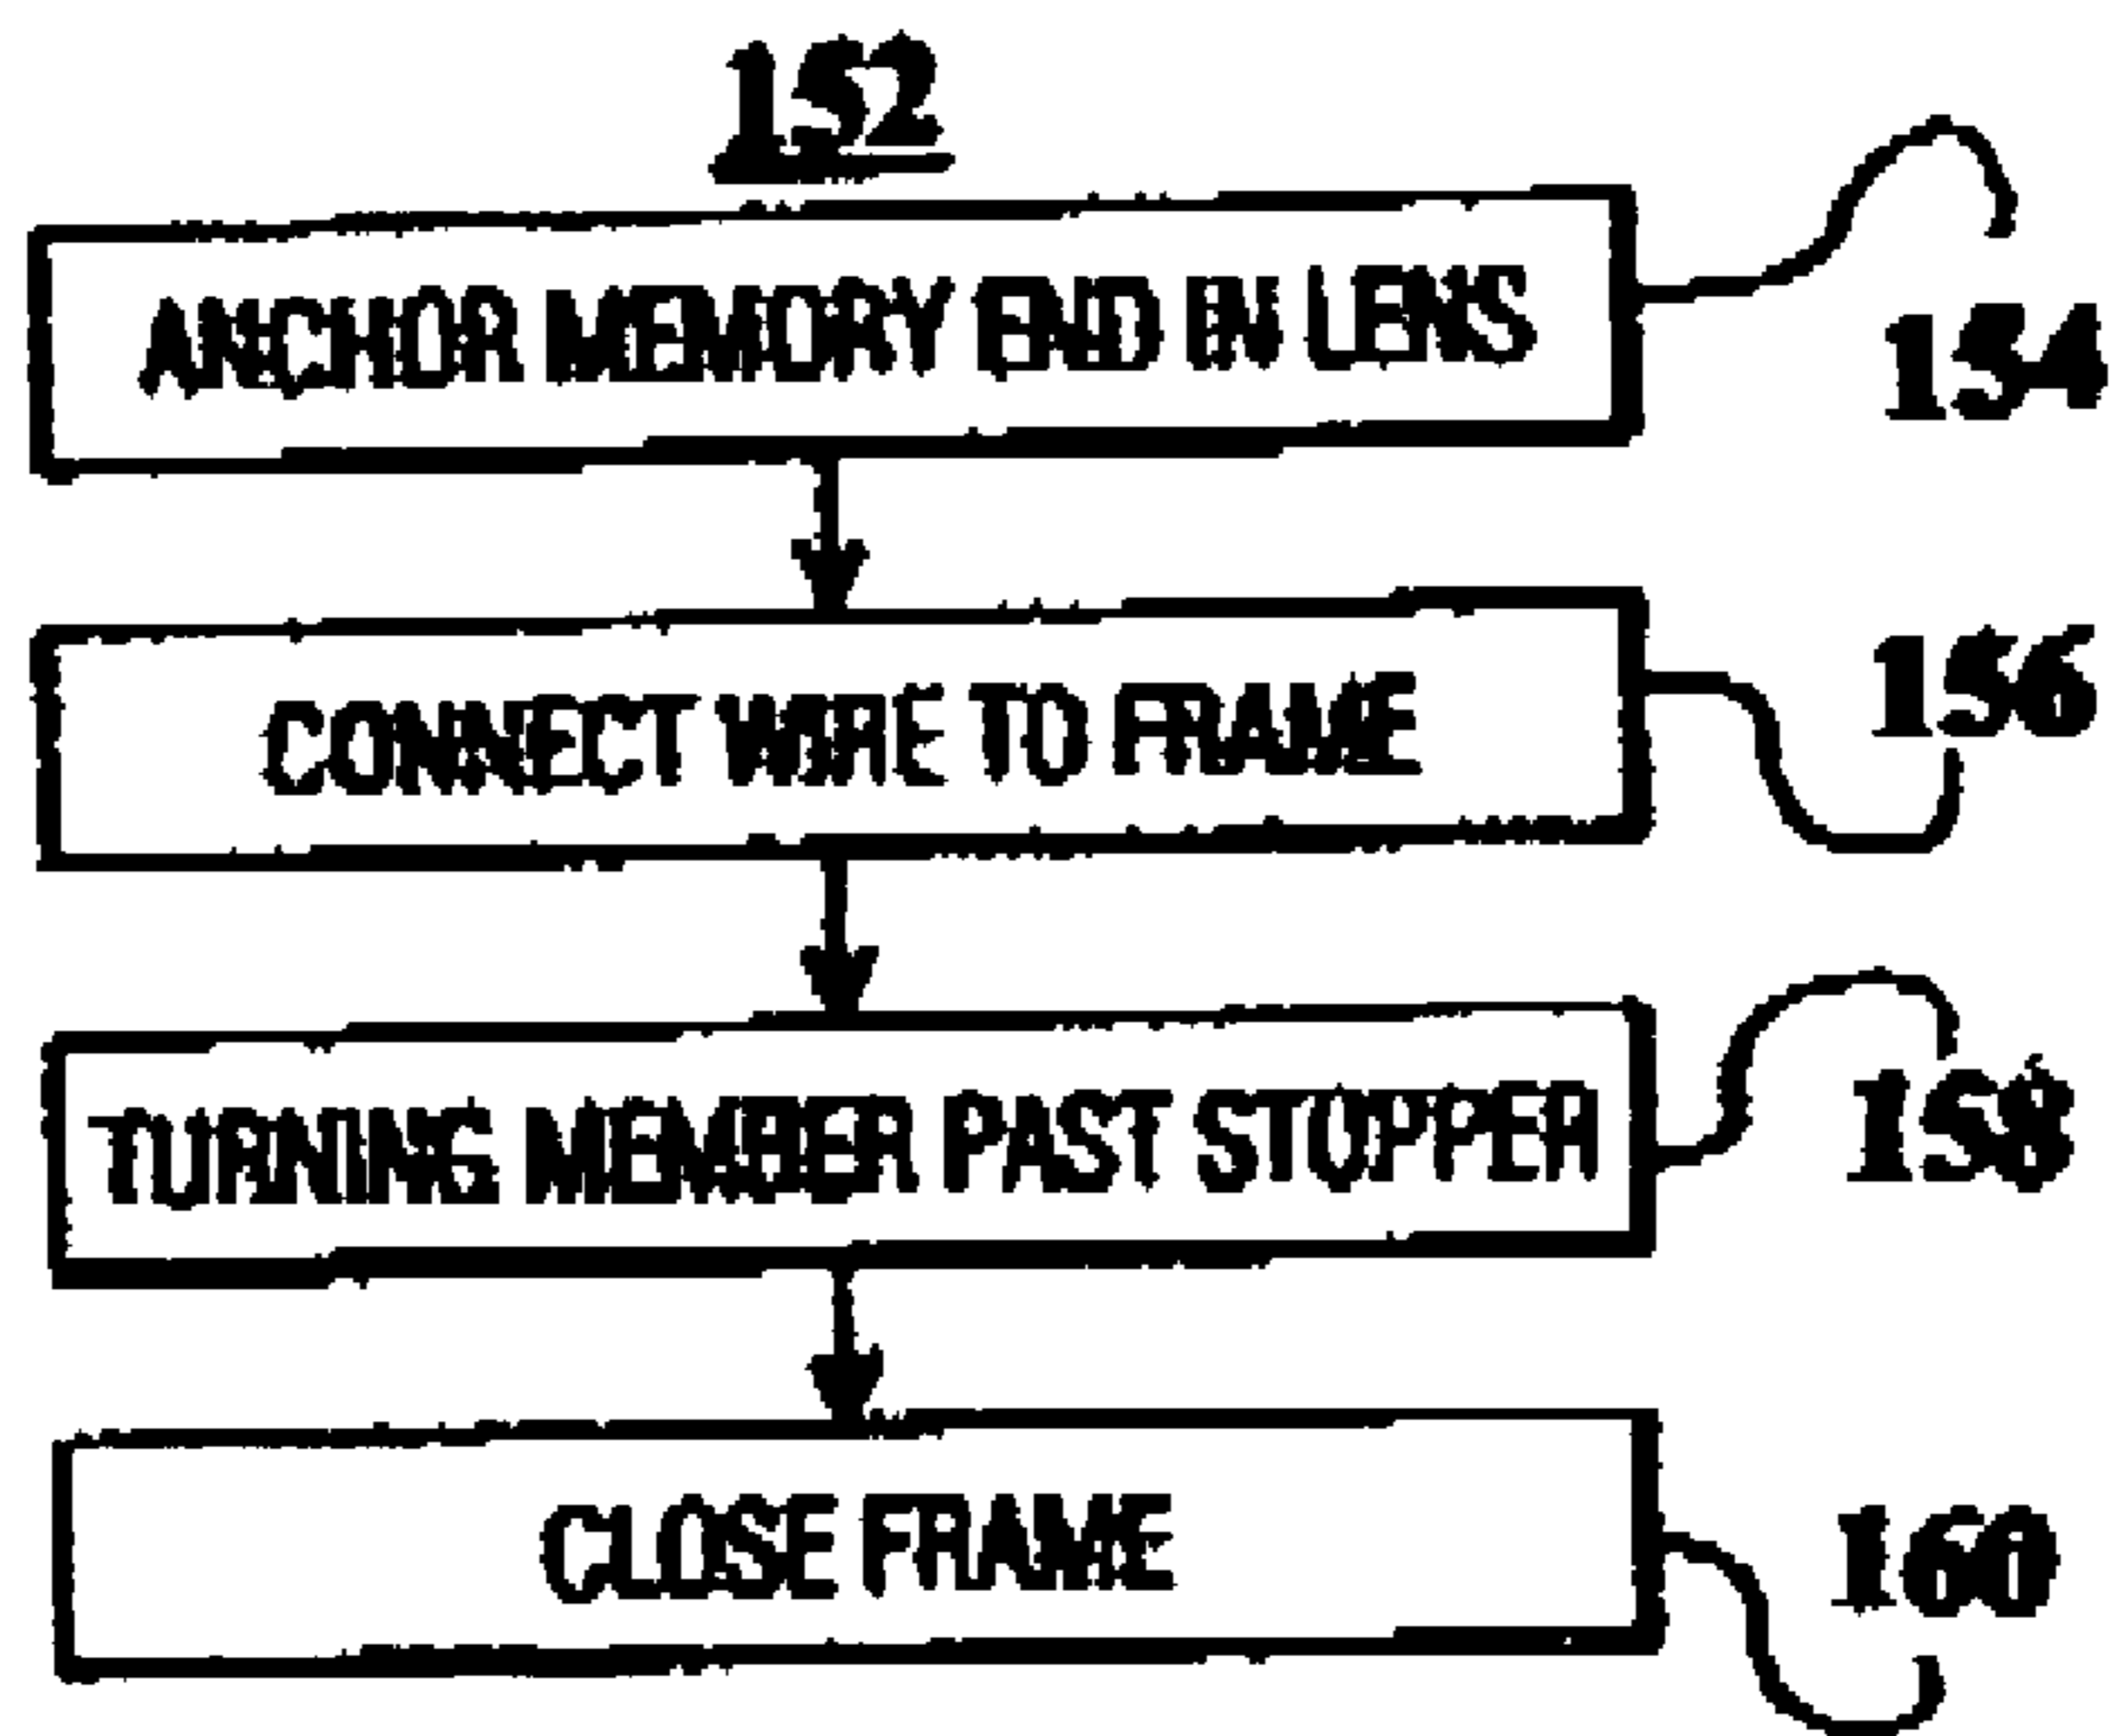 152
ANCHOR MEMORY END IN LENS
154
CONNECT WIRE TO FRAME
156
TURNING MEMBER PAST STOPPER
158
CLOSE FRAME
160